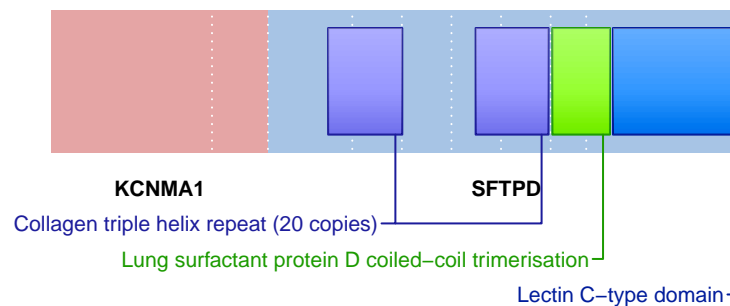 KCNMA1 SFTPD
Collagen triple helix repeat (20 copies)
Lung surfactant protein D coiled−coil trimerisation
Lectin C−type domain